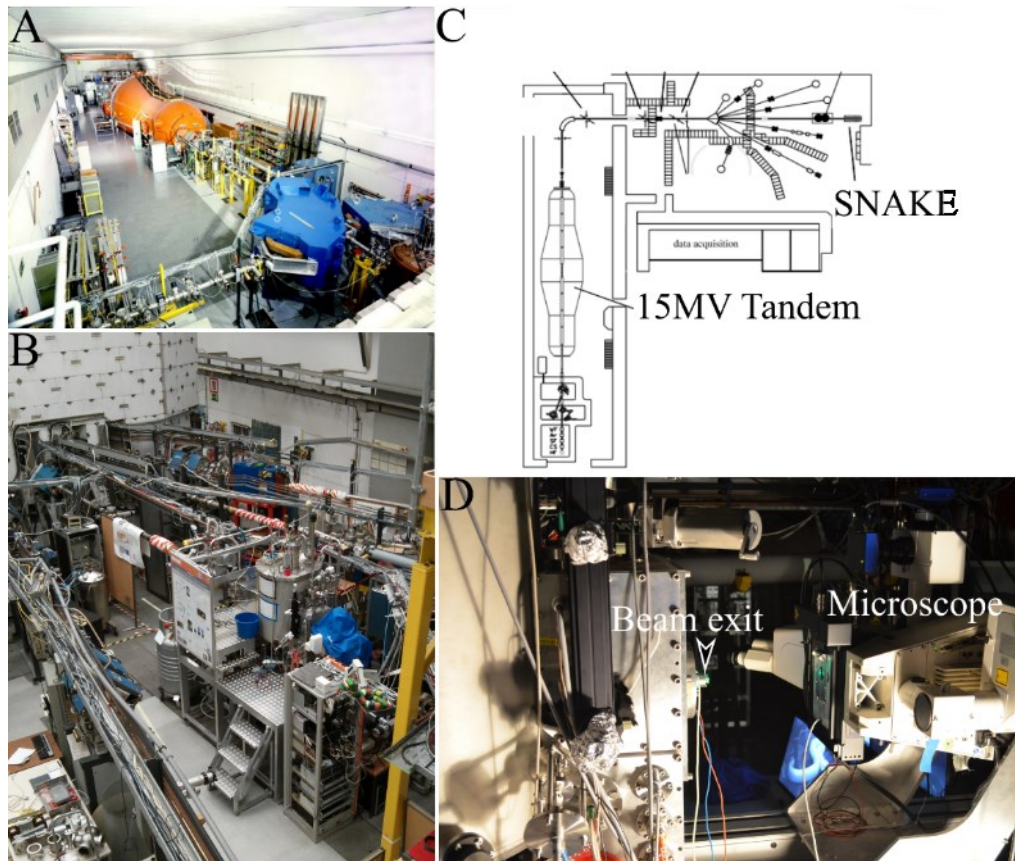 A
C
SNAKE
data acquisition
15MV Tandem
B
D
Beam exit
Microscope